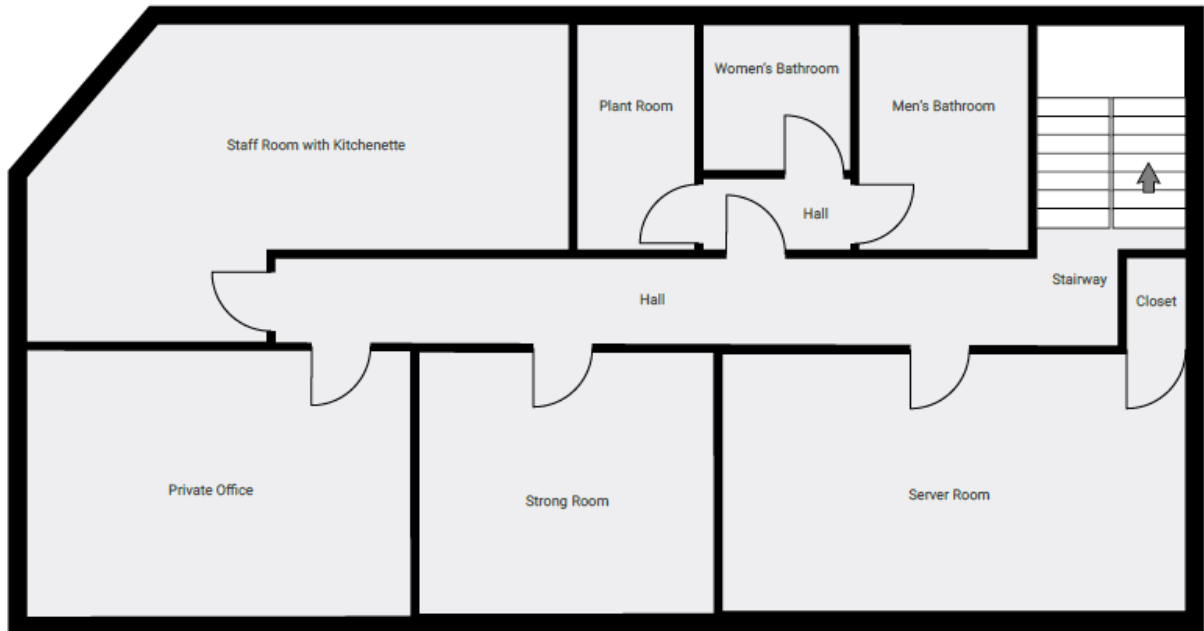 Women's Bathroom
Plant Room
Men's Bathroom
Staff Room with Kitchenette
Hall
Stairway
Hall
Closet
Private Office
Strong Room
Server Room